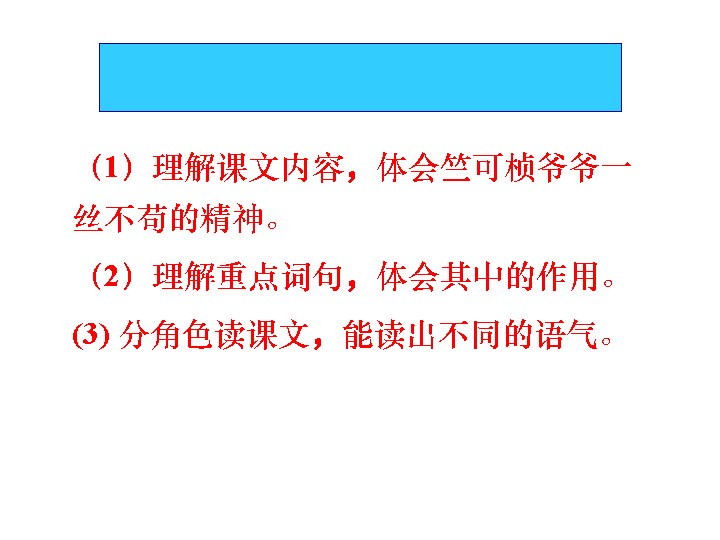 （1）理解课文内容，体会竺可桢爷爷一
丝不苟的精神。
（2）理解重点词句，体会其中的作用。
(3) 分角色读课文，能读出不同的语气。